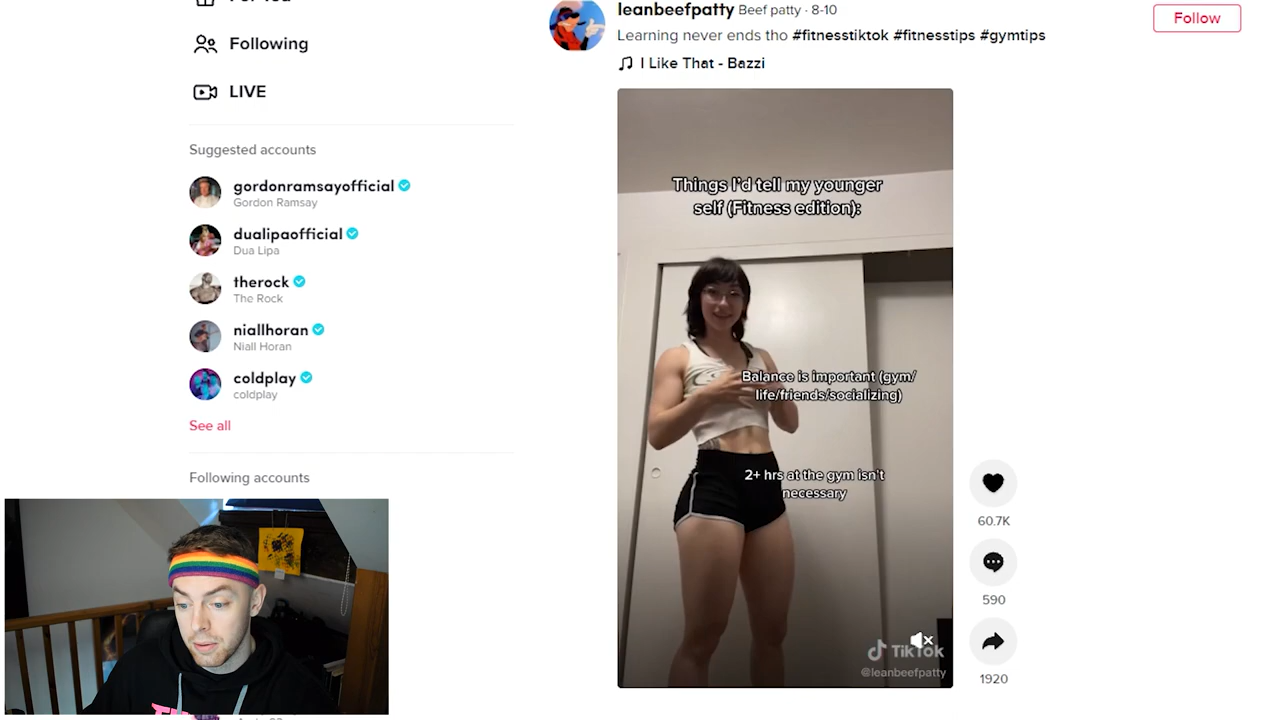 For You
Following
LIVE
Suggested accounts
gordonramsayofficial
Gordon Ramsay
dualipaofficial
Dua Lipa
therock
The Rock
niallhoran
Niall Horan
coldplay
coldplay
See all
Following accounts
leanbeefpatty Beef patty · 8-10
Learning never ends tho #fitnesstiktok #fitnesstips #gymtips
I Like That - Bazzi
Follow
Things I'd tell my younger
self (Fitness edition):
Balance is important (gym/
life/friends/socializing)
2+ hrs at the gym isn't
necessary
TikTok
@leanbeefpatty
60.7K
590
1920